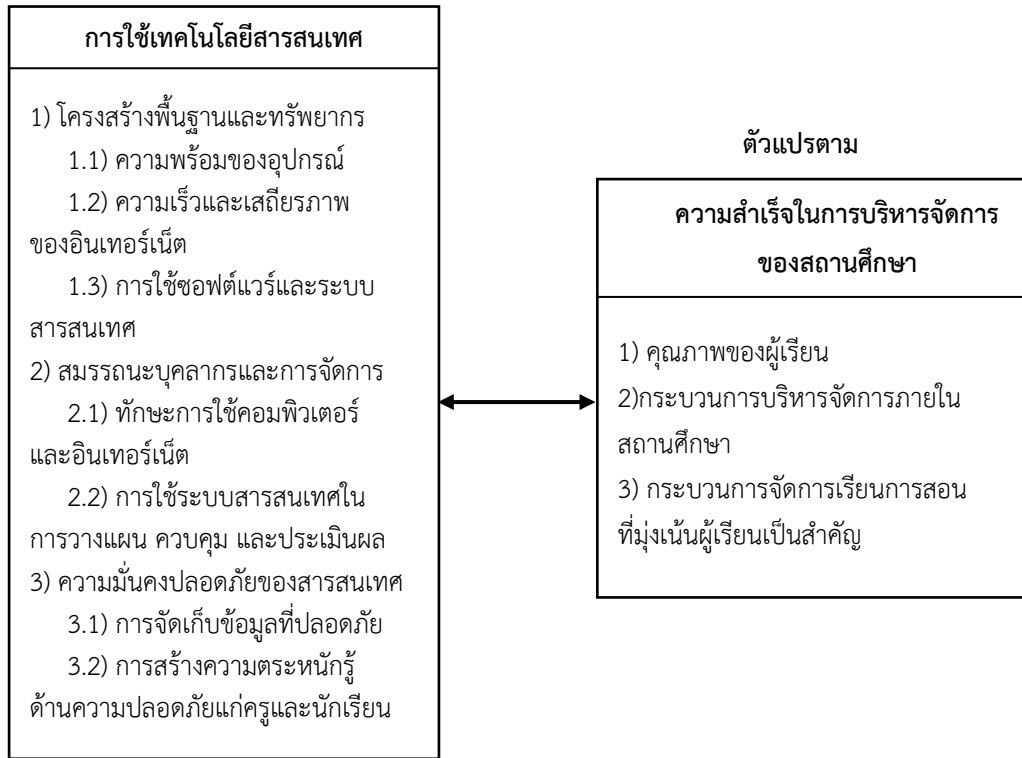 การใช้เทคโนโลยีสารสนเทศ
1) โครงสร้างพื้นฐานและทรัพยากร
1.1) ความพร้อมของอุปกรณ์
1.2) ความเร็วและเสถียรภาพ
ของอินเทอร์เน็ต
1.3) การใช้ซอฟต์แวร์และระบบ
สารสนเทศ
2) สมรรถนะบุคลากรและการจัดการ
2.1) ทักษะการใช้คอมพิวเตอร์
และอินเทอร์เน็ต
2.2) การใช้ระบบสารสนเทศใน
การวางแผน ควบคุม และประเมินผล
3) ความมั่นคงปลอดภัยของสารสนเทศ
3.1) การจัดเก็บข้อมูลที่ปลอดภัย
3.2) การสร้างความตระหนักรู้
ด้านความปลอดภัยแก่ครูและนักเรียน
ตัวแปรตาม
ความสำเร็จในการบริหารจัดการ
ของสถานศึกษา
1) คุณภาพของผู้เรียน
2)กระบวนการบริหารจัดการภายใน
สถานศึกษา
3) กระบวนการจัดการเรียนการสอน
ที่มุ่งเน้นผู้เรียนเป็นสำคัญ